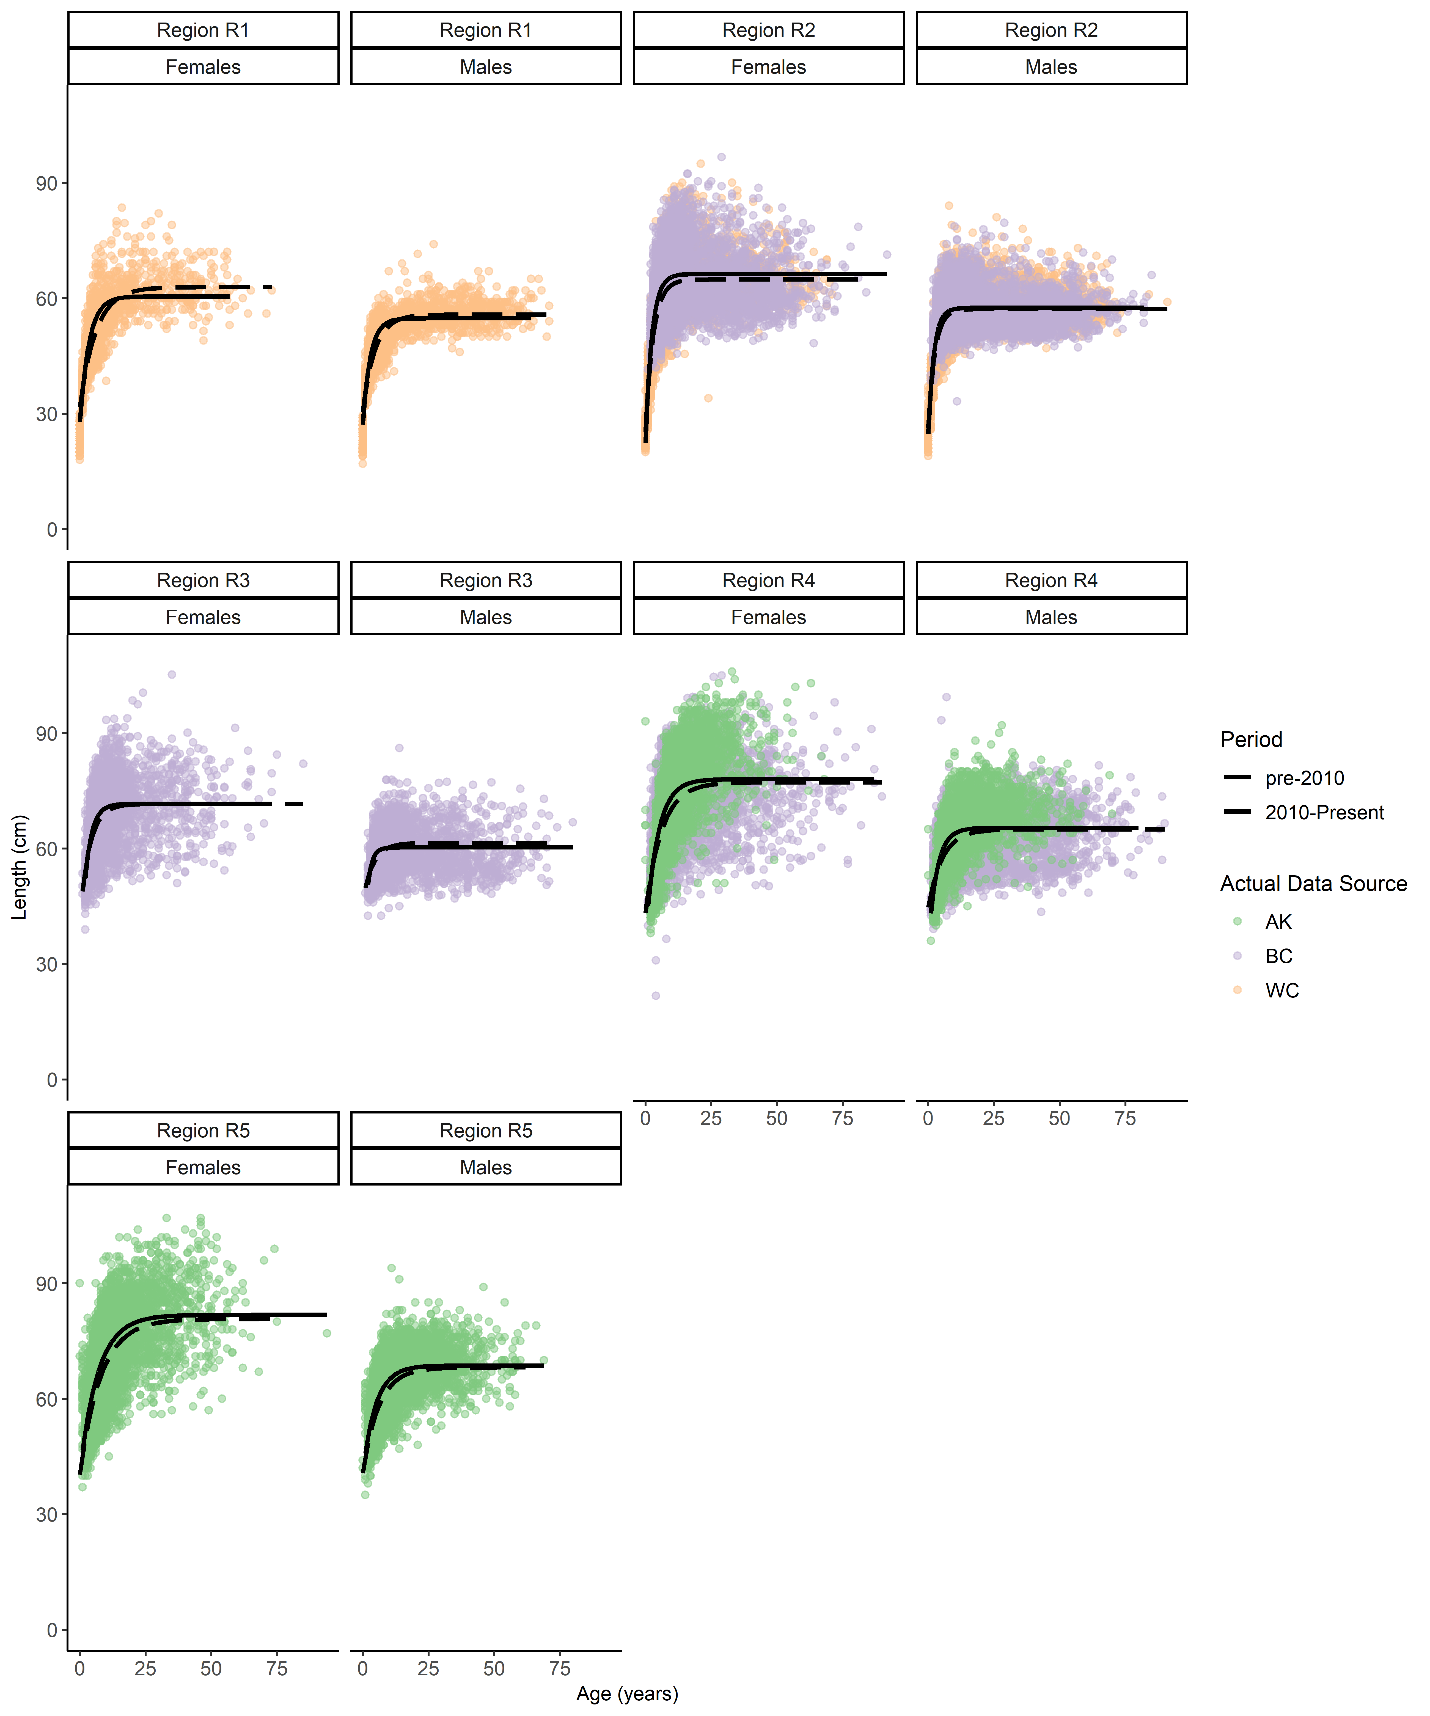 Region R1
Region R1
Region R2
Region R2
Females
Males
Females
Males
90
60
30
0
Region R3
Region R3
Region R4
Region R4
Females
Males
Females
Males
90
60
30
0
0 25 50 75
0 25 50 75
Region R5
Region R5
Females
Males
90
60
30
0
0 25 50 75
0 25 50 75
Length (cm)
Age (years)
Period
pre-2010
2010-Present
Actual Data Source
AK
BC
WC